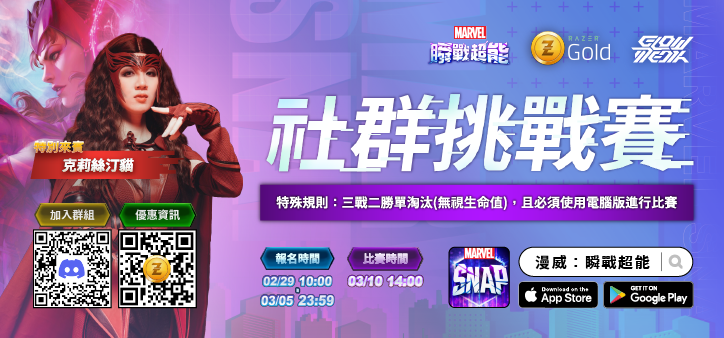 MARVEL
瞬戰超能
RAZER
Gold
社群挑戰賽
特別來賓
克莉絲汀貓
特殊規則：三戰二勝單淘汰(無視生命值)，且必須使用電腦版進行比賽
加入群組
優惠資訊
報名時間
02/29 10:00
03/05 23:59
比賽時間
03/10 14:00
MARVEL
SNAP
漫威：瞬戰超能
Download on the
App Store
GET IT ON
Google Play